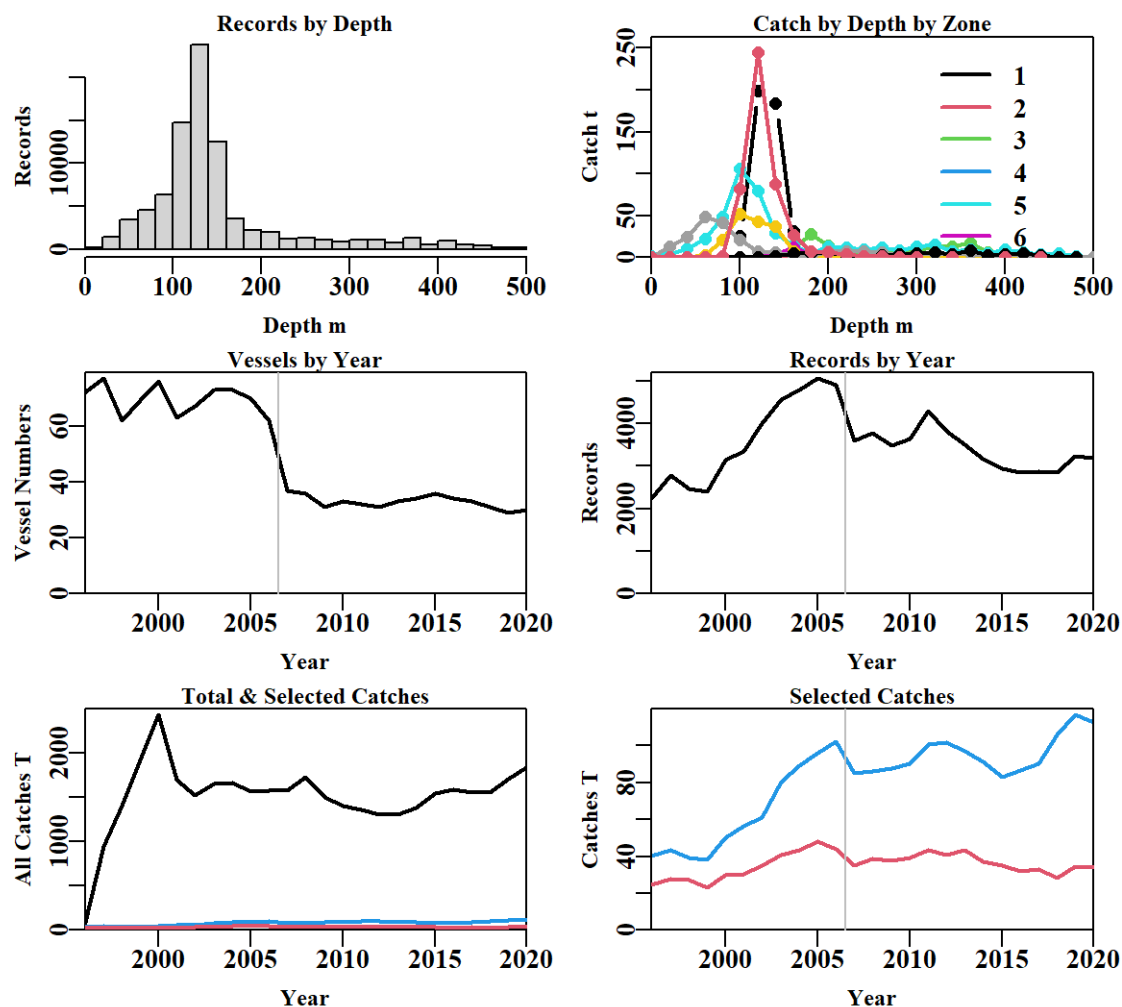 Records by Depth
Records
0 10000
0 100 200 300 400 500
Depth m
Catch by Depth by Zone
Catch t
0 50 150 250
1
2
3
4
5
6
0 100 200 300 400 500
Depth m
Vessels by Year
Vessel Numbers
0 20 40 60
2000 2005 2010 2015 2020
Year
Records by Year
Records
0 2000 4000
2000 2005 2010 2015 2020
Year
Total & Selected Catches
All Catches T
0 1000 2000
2000 2005 2010 2015 2020
Year
Selected Catches
Catches T
0 40 80
2000 2005 2010 2015 2020
Year